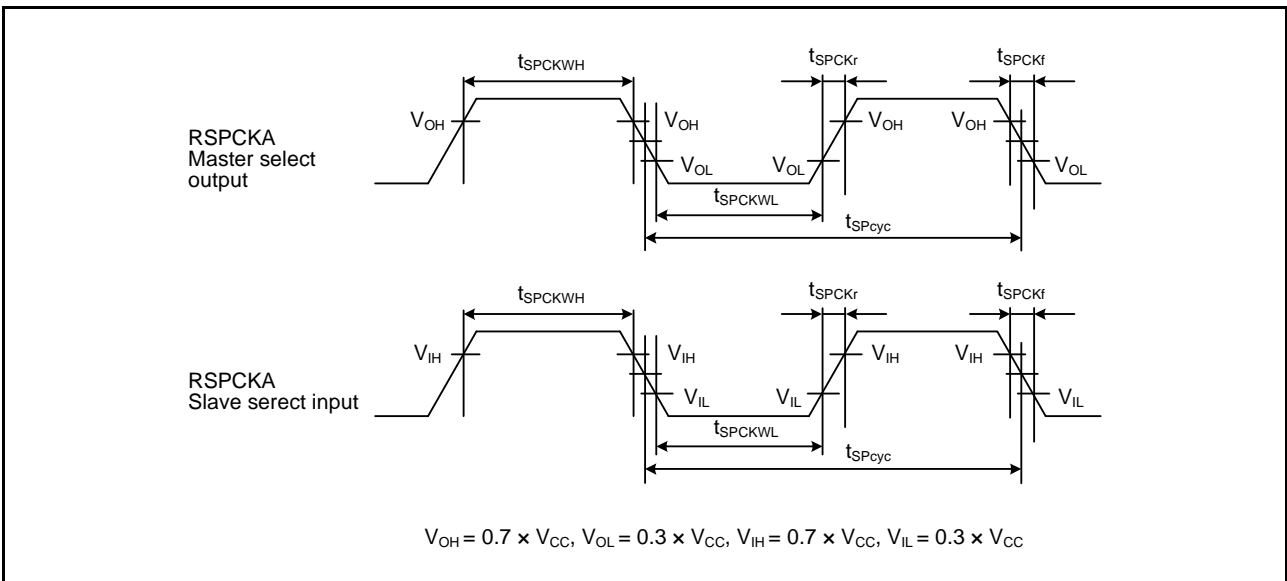 tSPCKWH
tSPCKr
tSPCKf
RSPCKA
Master select
output
VOH
VOH
VOL
VOL
VOH
VOH
VOL
tSPCKWL
tSPcyc
tSPCKWH
tSPCKr
tSPCKf
RSPCKA
Slave serect input
VIH
VIH
VIL
VIL
VIH
VIH
VIL
tSPCKWL
tSPcyc
VOH = 0.7 × VCC, VOL = 0.3 × VCC, VIH = 0.7 × VCC, VIL = 0.3 × VCC